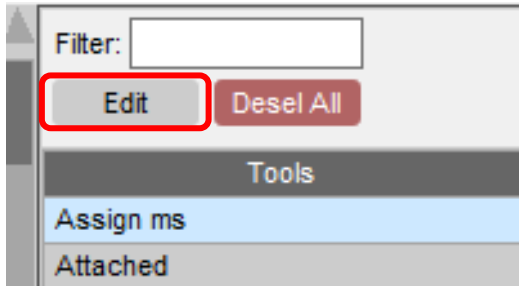 Filter:
Edit Desel All
Tools
Assign ms
Attached